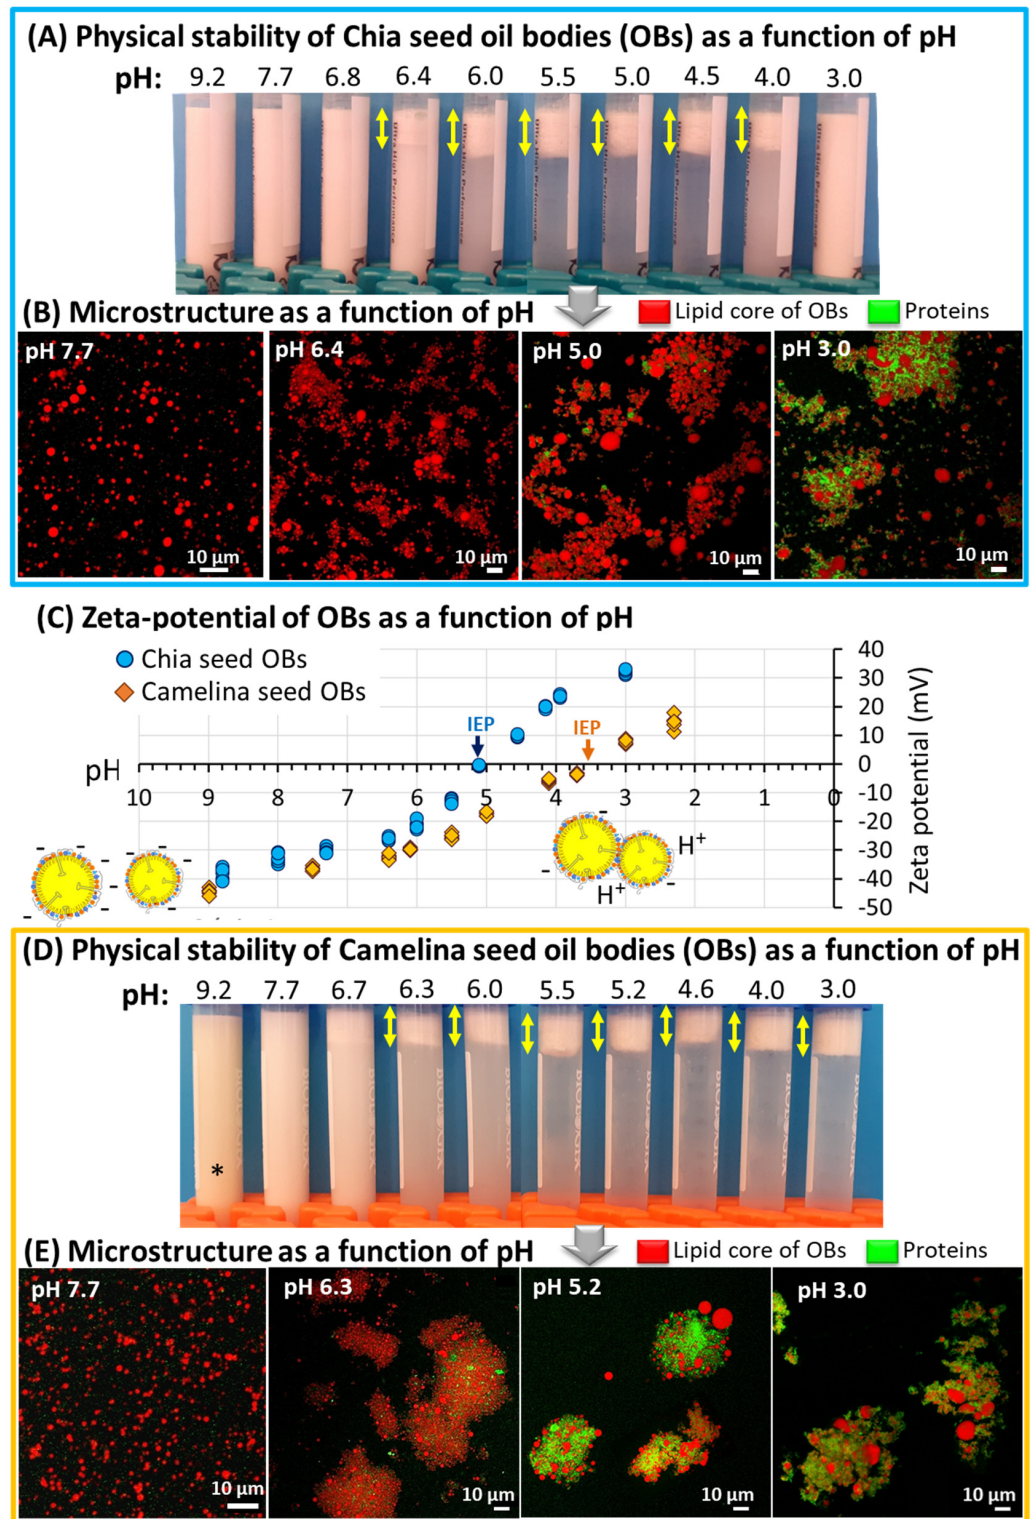 (A) Physical stability of Chia seed oil bodies (OBs) as a function of pH
pH: 9.2 7.7 6.8 6.4 6.0 5.5 5.0 4.5 4.0 3.0
(B) Microstructure as a function of pH
Lipid core of OBs Proteins
pH 7.7 pH 6.4 pH 5.0 pH 3.0
10 µm 10 µm 10 µm 10 µm
(C) Zeta-potential of OBs as a function of pH
Chia seed OBs
Camelina seed OBs
IEP IEP
40
30
20
10
0
-10
-20
-30
-40
-50
Zeta potential (mV)
pH
10 9 8 7 6 5 4 3 2 1 0
- - - - - - - - - -
H+
H+
(D) Physical stability of Camelina seed oil bodies (OBs) as a function of pH
pH: 9.2 7.7 6.7 6.3 6.0 5.5 5.2 4.6 4.0 3.0
*
(E) Microstructure as a function of pH
Lipid core of OBs Proteins
pH 7.7 pH 6.3 pH 5.2 pH 3.0
10 µm 10 µm 10 µm 10 µm